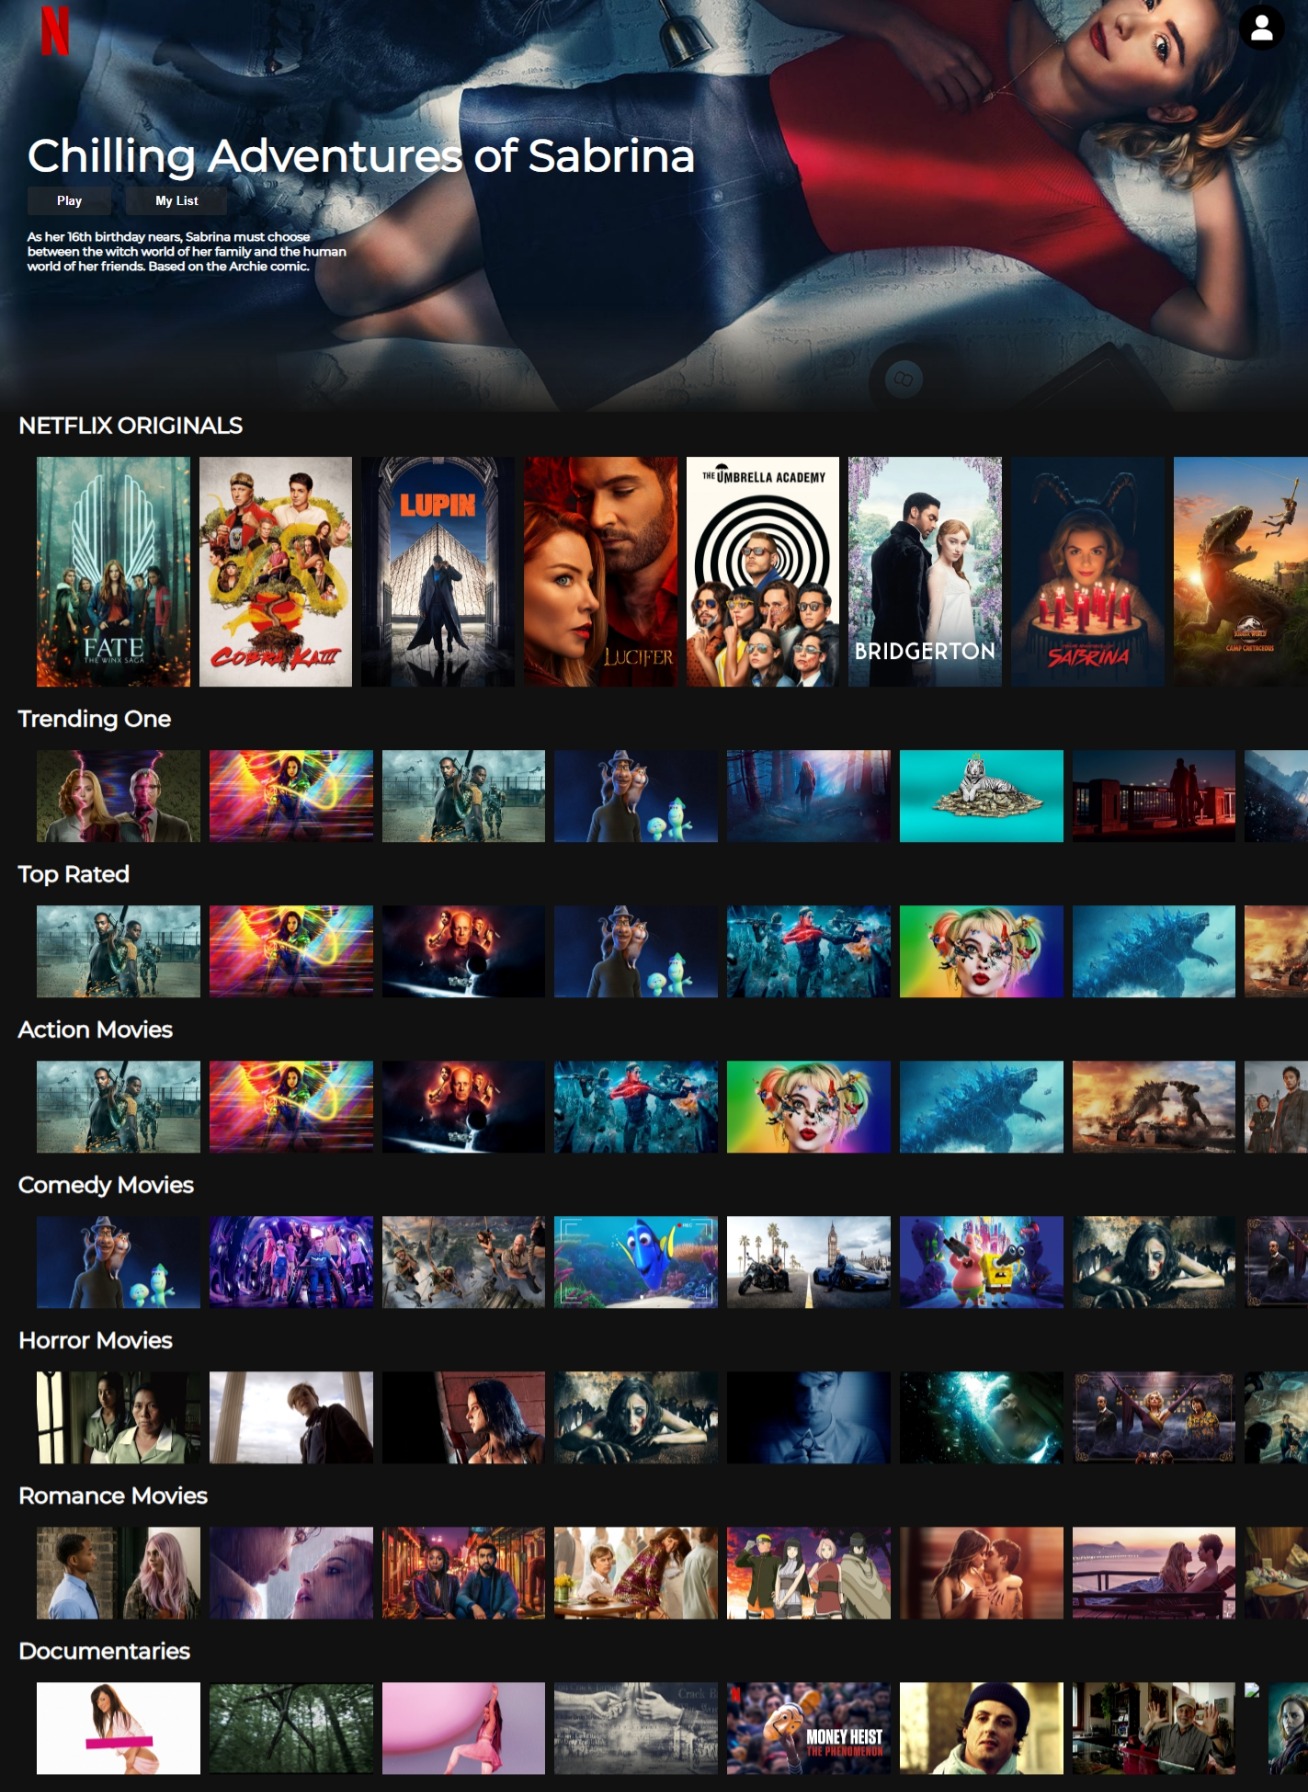 N
Chilling Adventures of Sabrina
Play
My List
As her 16th birthday nears, Sabrina must choose
between the witch world of her family and the human
world of her friends. Based on the Archie comic.
NETFLIX ORIGINALS
FATE
THE WINX SAGA
COBRA KAI III
LUPIN
LUCIFER
THE UMBRELLA ACADEMY
BRIDGERTON
SABRINA
JURASSIC WORLD
CAMP CRETACEOUS
Trending One
Top Rated
Action Movies
Comedy Movies
REC
Horror Movies
Romance Movies
Documentaries
MONEY HEIST
THE PHENOMENON